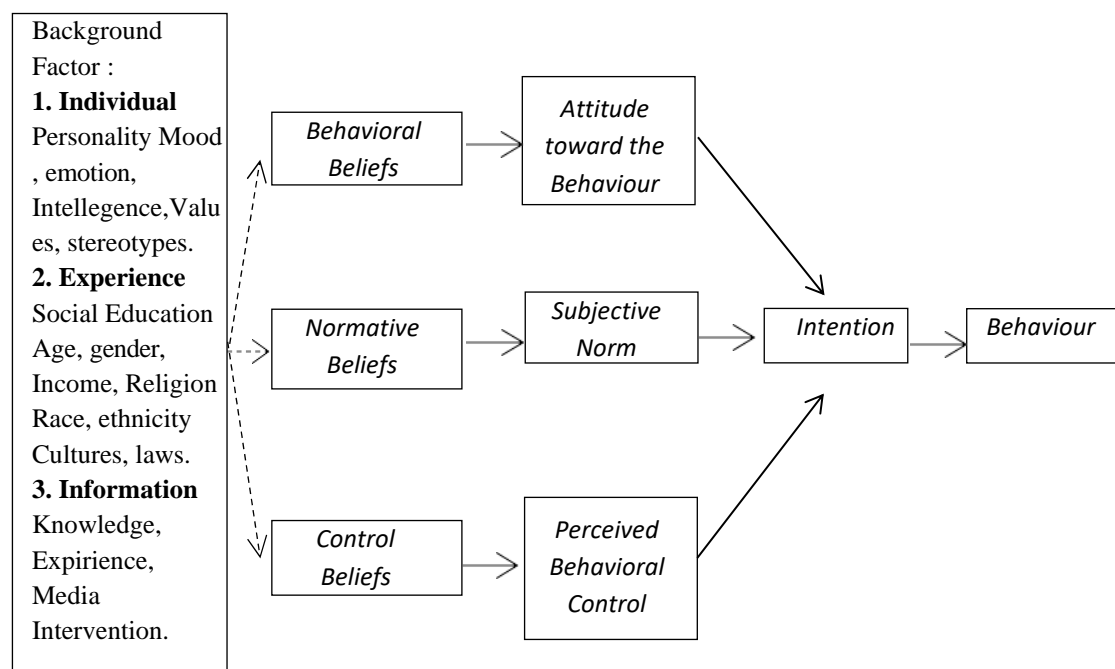 Background
Factor :
1. Individual
Personality Mood
, emotion,
Intellegence,Valu
es, stereotypes.
2. Experience
Social Education
Age, gender,
Income, Religion
Race, ethnicity
Cultures, laws.
3. Information
Knowledge,
Expirience,
Media
Intervention.
Behavioral
Beliefs
Attitude
toward the
Behaviour
Normative
Beliefs
Subjective
Norm
Intention
Behaviour
Control
Beliefs
Perceived
Behavioral
Control